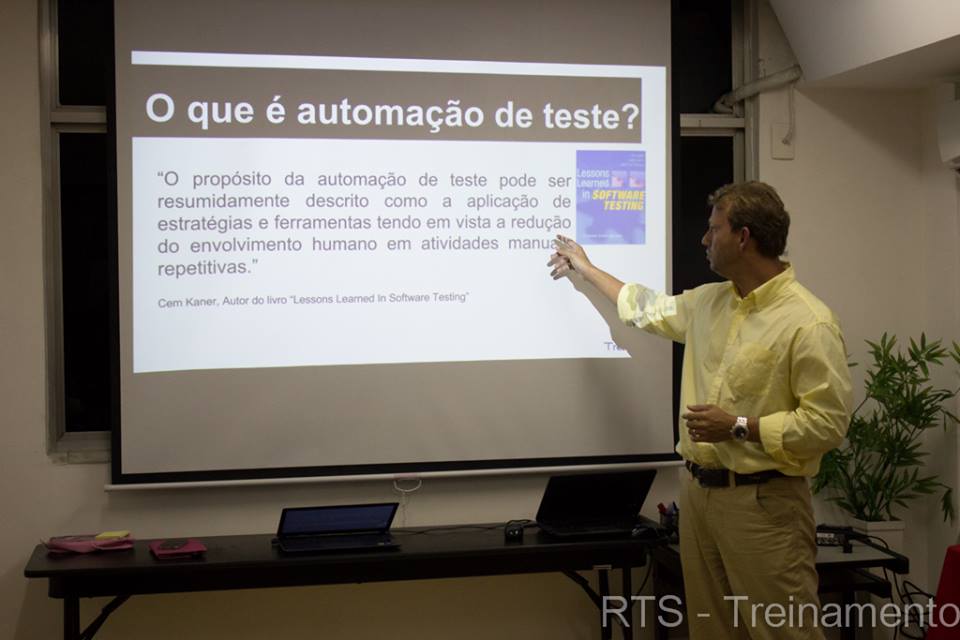 O que é automação de teste?
“O propósito da automação de teste pode ser
resumidamente descrito como a aplicação de
estratégias e ferramentas tendo em vista a redução
do envolvimento humano em atividades
repetitivas.”
Lessons
Learned
in SOFTWARE
TESTING
Cem Kaner, Autor do livro “Lessons Learned In Software Testing”
RTS - Treinamento